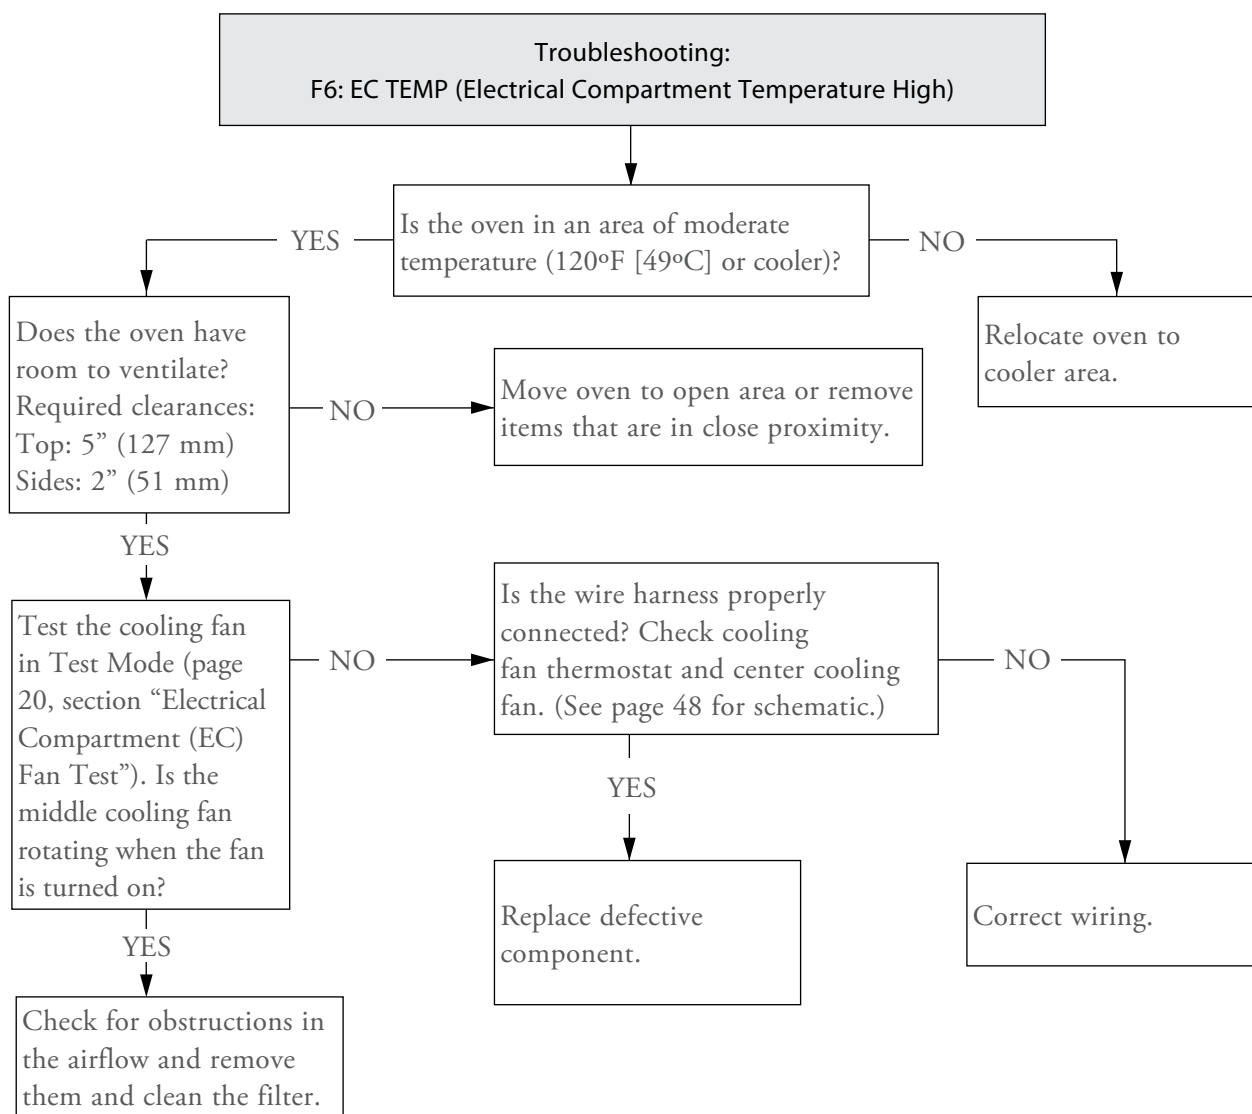 Troubleshooting:
F6: EC TEMP (Electrical Compartment Temperature High)
Is the oven in an area of moderate
temperature (120ºF [49ºC] or cooler)?
YES
NO
Does the oven have
room to ventilate?
Required clearances:
Top: 5” (127 mm)
Sides: 2” (51 mm)
NO
Move oven to open area or remove
items that are in close proximity.
Relocate oven to
cooler area.
YES
Test the cooling fan
in Test Mode (page
20, section “Electrical
Compartment (EC)
Fan Test”). Is the
middle cooling fan
rotating when the fan
is turned on?
NO
Is the wire harness properly
connected? Check cooling
fan thermostat and center cooling
fan. (See page 48 for schematic.)
NO
YES
Replace defective
component.
Correct wiring.
YES
Check for obstructions in
the airflow and remove
them and clean the filter.